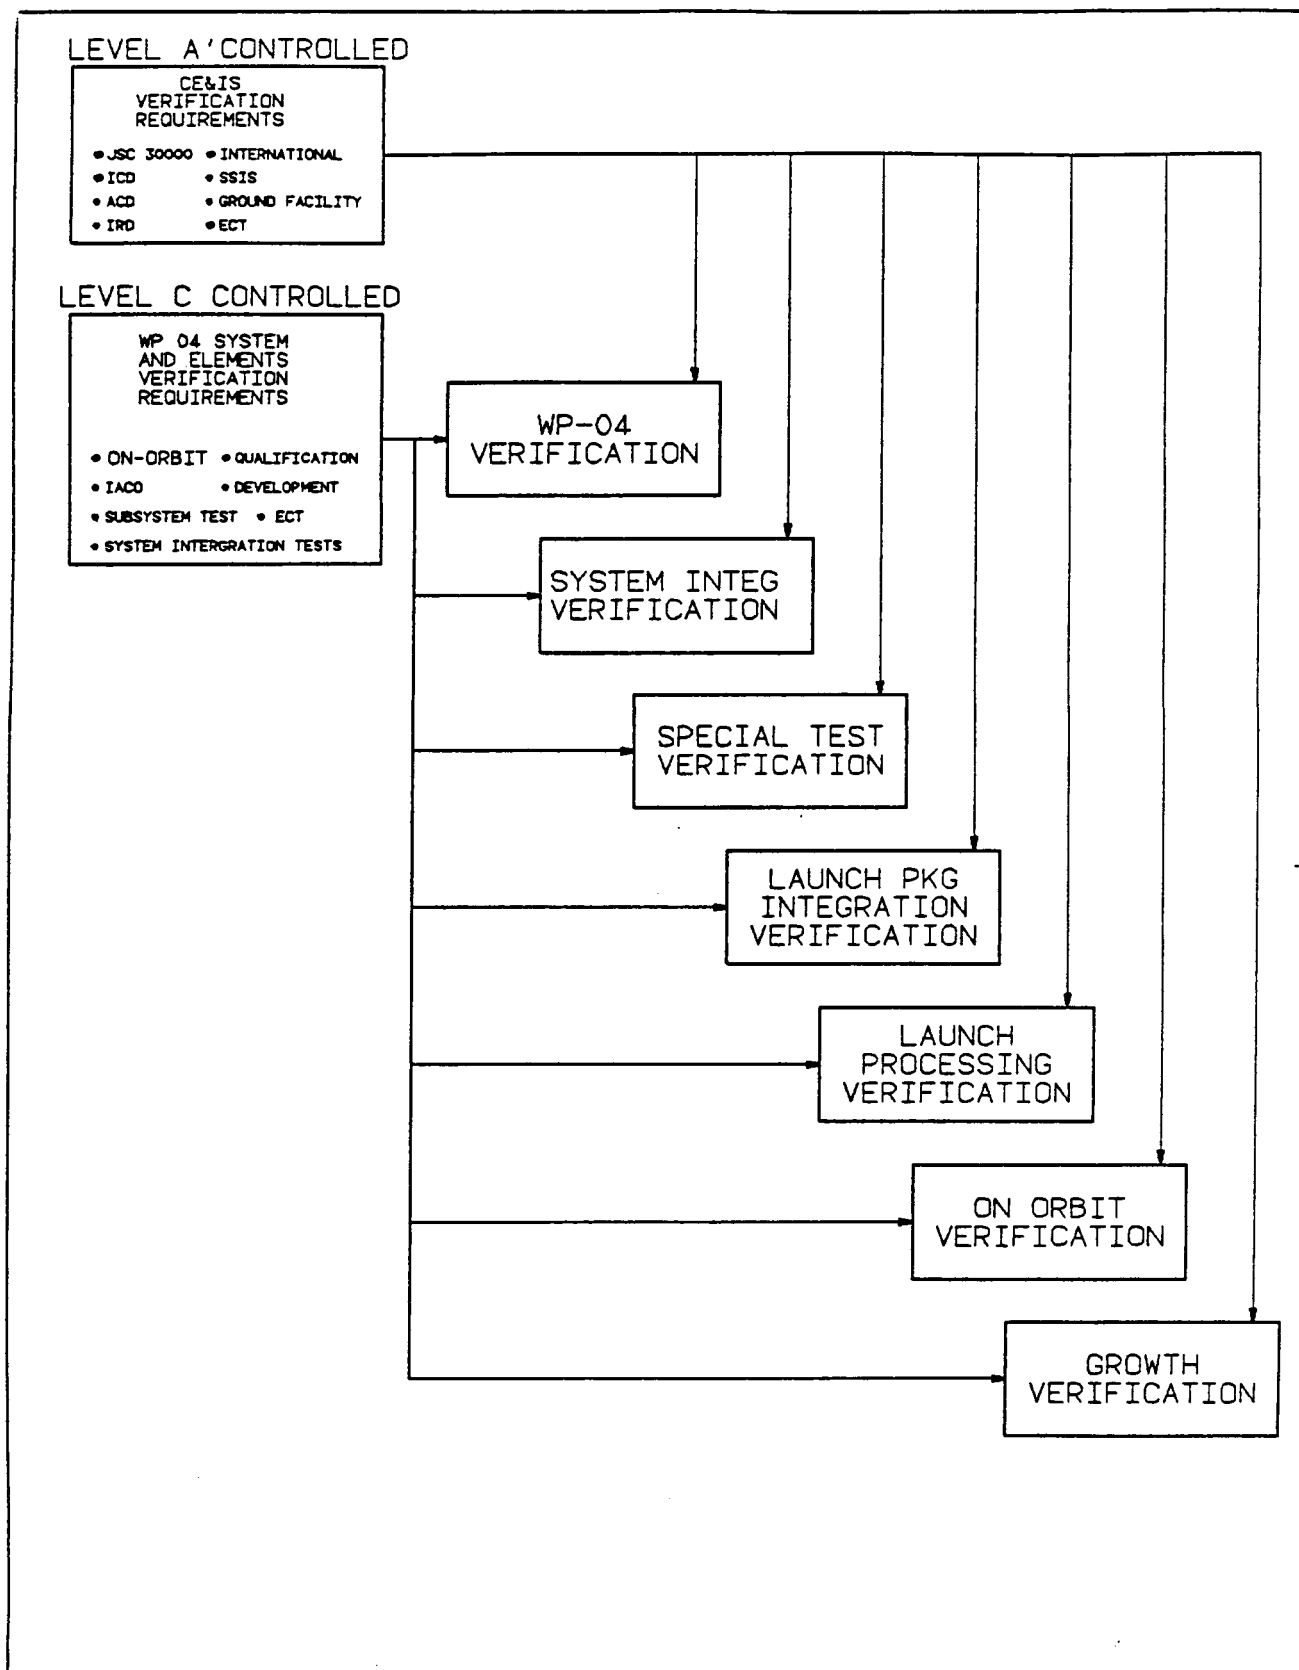 LEVEL A'CONTROLLED
CE&IS
VERIFICATION
REQUIREMENTS
• JSC 30000 • INTERNATIONAL
• ICD • SSIS
• ACD • GROUND FACILITY
• IRD • ECT
LEVEL C CONTROLLED
WP 04 SYSTEM
AND ELEMENTS
VERIFICATION
REQUIREMENTS
• ON-ORBIT • QUALIFICATION
• IACO • DEVELOPMENT
• SUBSYSTEM TEST • ECT
• SYSTEM INTERGRATION TESTS
WP-04
VERIFICATION
SYSTEM INTEG
VERIFICATION
SPECIAL TEST
VERIFICATION
LAUNCH PKG
INTEGRATION
VERIFICATION
LAUNCH
PROCESSING
VERIFICATION
ON ORBIT
VERIFICATION
GROWTH
VERIFICATION